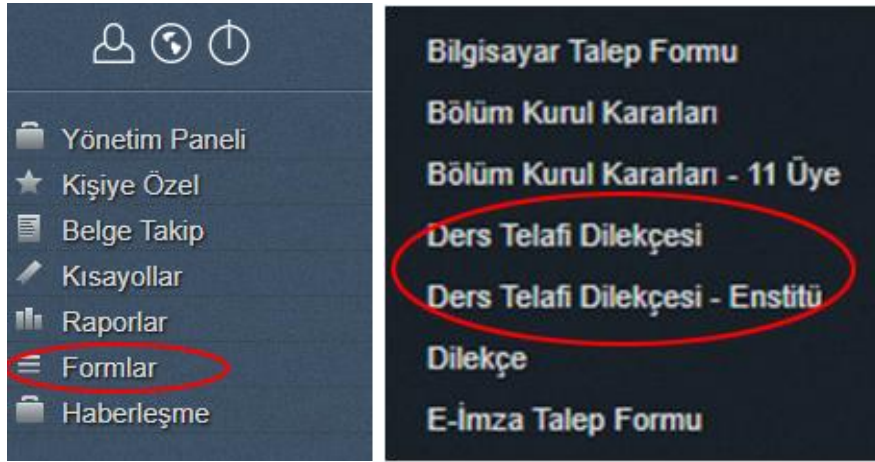 Yönetim Paneli
Kişiye Özel
Belge Takip
Kısayollar
Raporlar
Formlar
Haberleşme
Bilgisayar Talep Formu
Bölüm Kurul Kararları
Bölüm Kurul Kararları - 11 Üye
Ders Telafi Dilekçesi
Ders Telafi Dilekçesi - Enstitü
Dilekçe
E-İmza Talep Formu